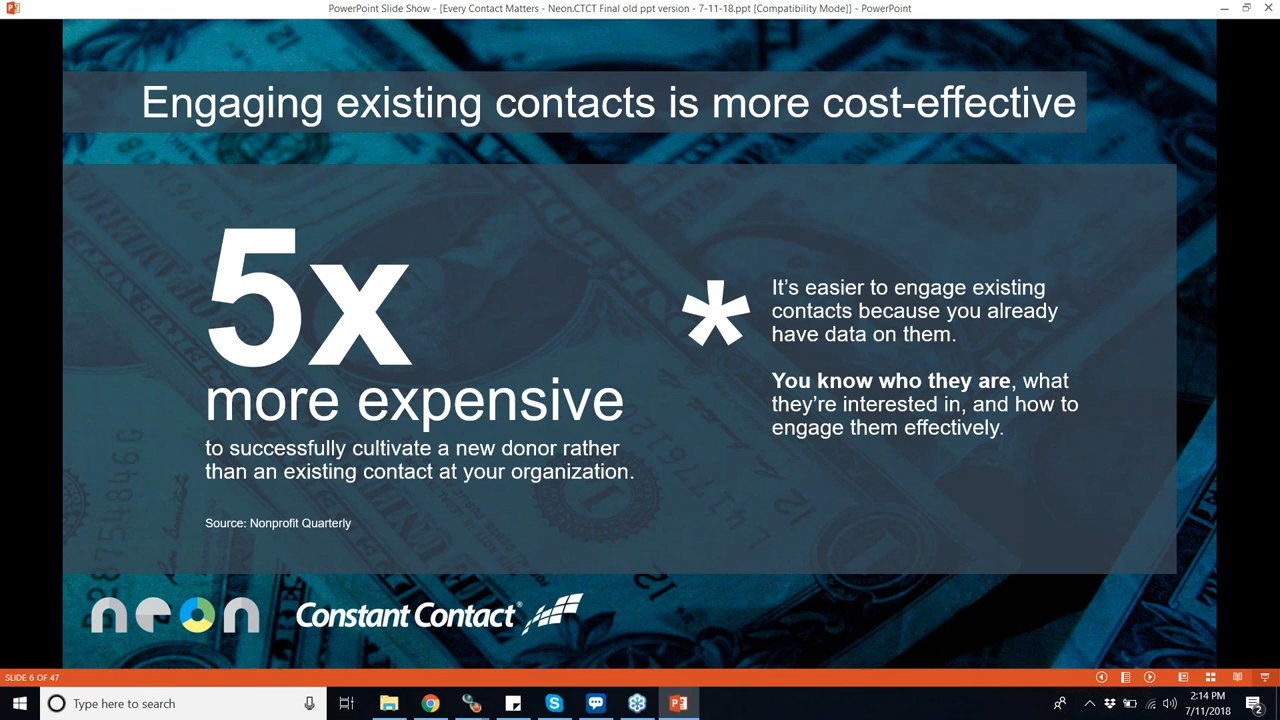 PowerPoint Slide Show - [Every Contact Matters - Neon.CTCT Final old ppt version - 7-11-18.ppt [Compatibility Mode]] - PowerPoint
Engaging existing contacts is more cost-effective
5x
more expensive
to successfully cultivate a new donor rather
than an existing contact at your organization.
Source: Nonprofit Quarterly
*
It's easier to engage existing
contacts because you already
have data on them.
You know who they are, what
they're interested in, and how to
engage them effectively.
neon
Constant Contact®
SLIDE 6 OF 47
Type here to search
2:14 PM
7/11/2018
2